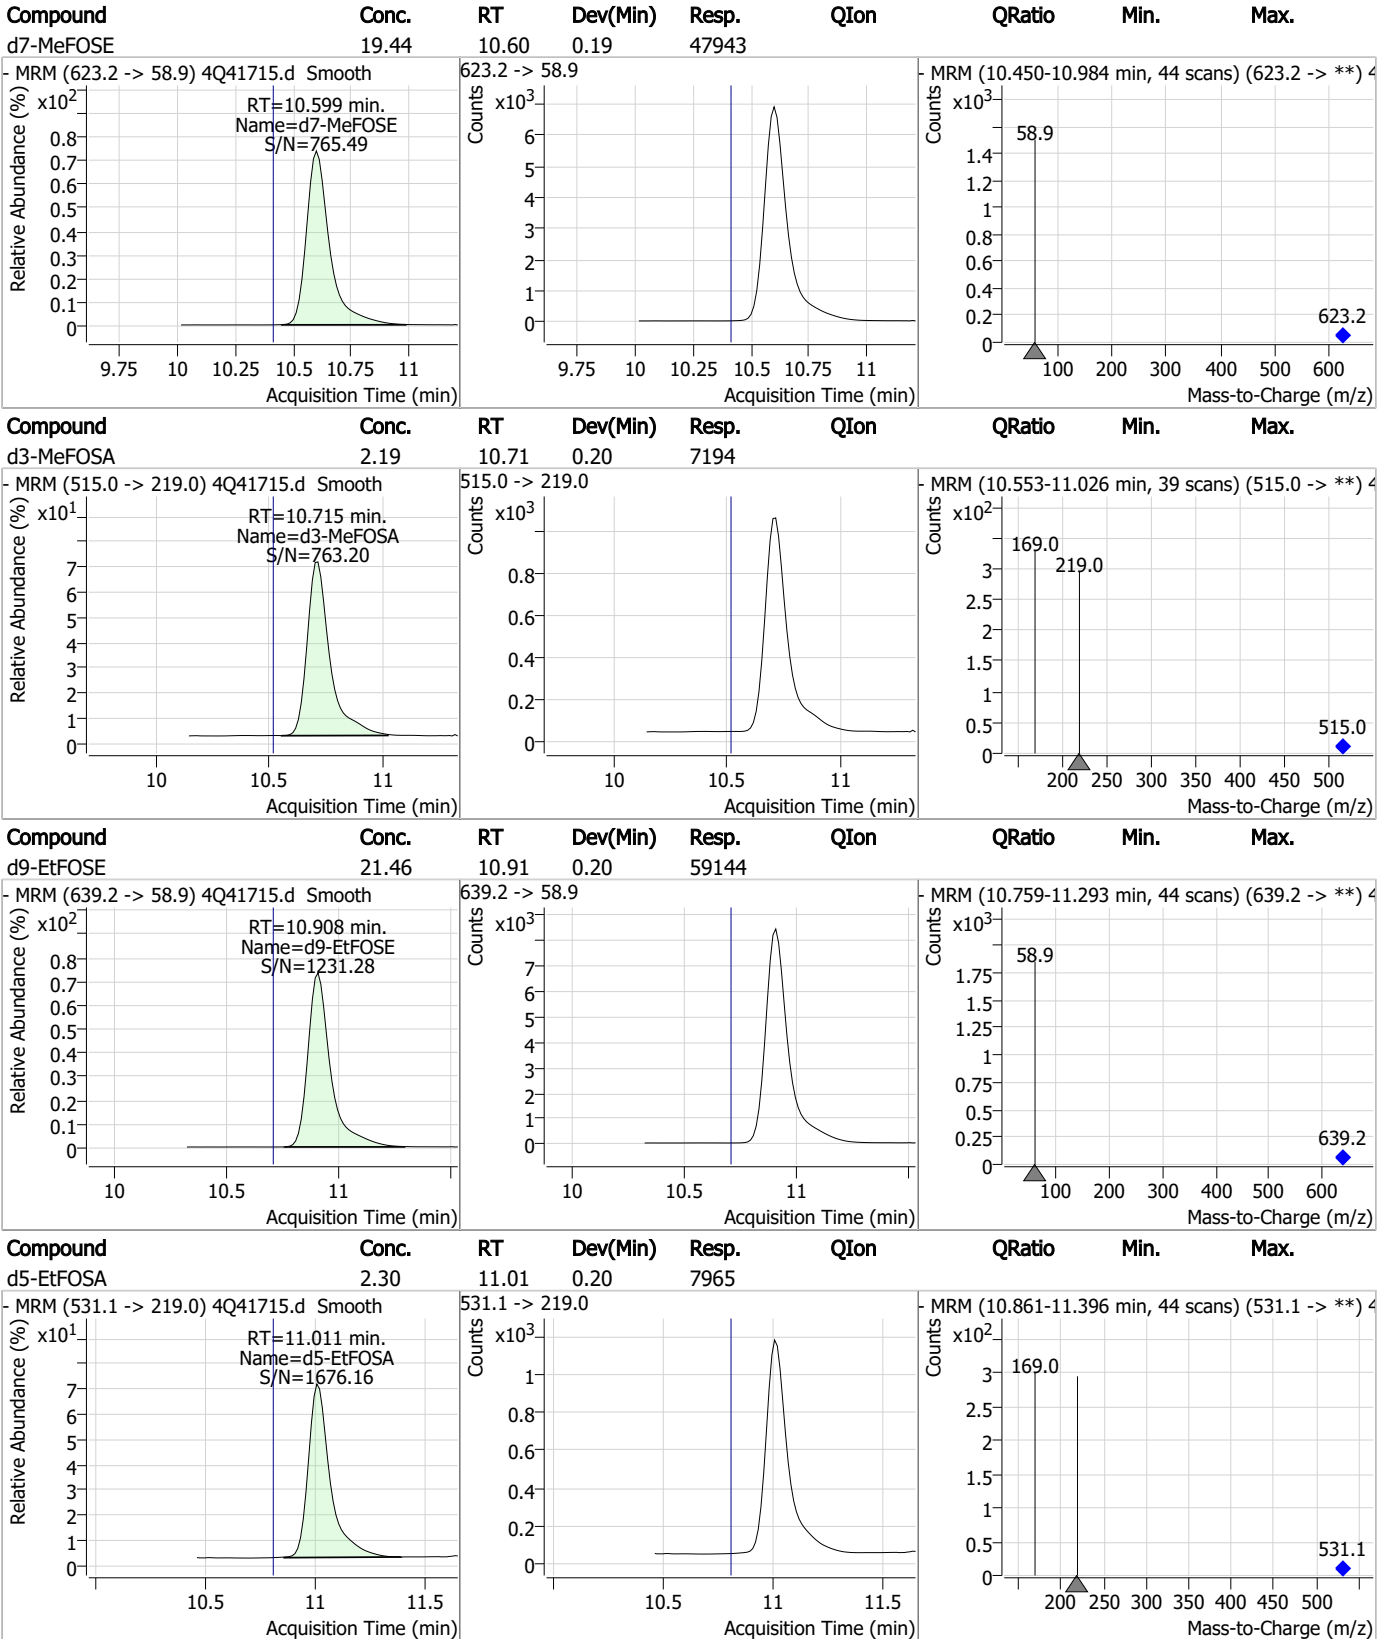 Compound Conc. RT Dev(Min) Resp. QIon QRatio Min. Max.
d7-MeFOSE 19.44 10.60 0.19 47943
- MRM (623.2 -> 58.9) 4Q41715.d Smooth
Relative Abundance (%)
x10²
RT=10.599 min.
Name=d7-MeFOSE
S/N=765.49
0.8
0.7
0.6
0.5
0.4
0.3
0.2
0.1
0
9.75 10 10.25 10.5 10.75 11
Acquisition Time (min)
623.2 -> 58.9
Counts
x10³
6
5
4
3
2
1
0
9.75 10 10.25 10.5 10.75 11
Acquisition Time (min)
- MRM (10.450-10.984 min, 44 scans) (623.2 -> **) 4
Counts
x10³
58.9
1.4
1.2
1
0.8
0.6
0.4
0.2
0
623.2
100 200 300 400 500 600
Mass-to-Charge (m/z)
Compound Conc. RT Dev(Min) Resp. QIon QRatio Min. Max.
d3-MeFOSA 2.19 10.71 0.20 7194
- MRM (515.0 -> 219.0) 4Q41715.d Smooth
Relative Abundance (%)
x10¹
RT=10.715 min.
Name=d3-MeFOSA
S/N=763.20
7
6
5
4
3
2
1
0
10 10.5 11
Acquisition Time (min)
515.0 -> 219.0
Counts
x10³
0.8
0.6
0.4
0.2
0
10 10.5 11
Acquisition Time (min)
- MRM (10.553-11.026 min, 39 scans) (515.0 -> **) 4
Counts
x10²
169.0
219.0
3
2.5
2
1.5
1
0.5
0
515.0
200 250 300 350 400 450 500
Mass-to-Charge (m/z)
Compound Conc. RT Dev(Min) Resp. QIon QRatio Min. Max.
d9-EtFOSE 21.46 10.91 0.20 59144
- MRM (639.2 -> 58.9) 4Q41715.d Smooth
Relative Abundance (%)
x10²
RT=10.908 min.
Name=d9-EtFOSE
S/N=1231.28
0.8
0.7
0.6
0.5
0.4
0.3
0.2
0.1
0
10 10.5 11
Acquisition Time (min)
639.2 -> 58.9
Counts
x10³
7
6
5
4
3
2
1
0
10 10.5 11
Acquisition Time (min)
- MRM (10.759-11.293 min, 44 scans) (639.2 -> **) 4
Counts
x10³
58.9
1.75
1.5
1.25
1
0.75
0.5
0.25
0
639.2
100 200 300 400 500 600
Mass-to-Charge (m/z)
Compound Conc. RT Dev(Min) Resp. QIon QRatio Min. Max.
d5-EtFOSA 2.30 11.01 0.20 7965
- MRM (531.1 -> 219.0) 4Q41715.d Smooth
Relative Abundance (%)
x10¹
RT=11.011 min.
Name=d5-EtFOSA
S/N=1676.16
7
6
5
4
3
2
1
0
10.5 11 11.5
Acquisition Time (min)
531.1 -> 219.0
Counts
x10³
1
0.8
0.6
0.4
0.2
0
10.5 11 11.5
Acquisition Time (min)
- MRM (10.861-11.396 min, 44 scans) (531.1 -> **) 4
Counts
x10²
169.0
3
2.5
2
1.5
1
0.5
0
531.1
200 250 300 350 400 450 500
Mass-to-Charge (m/z)